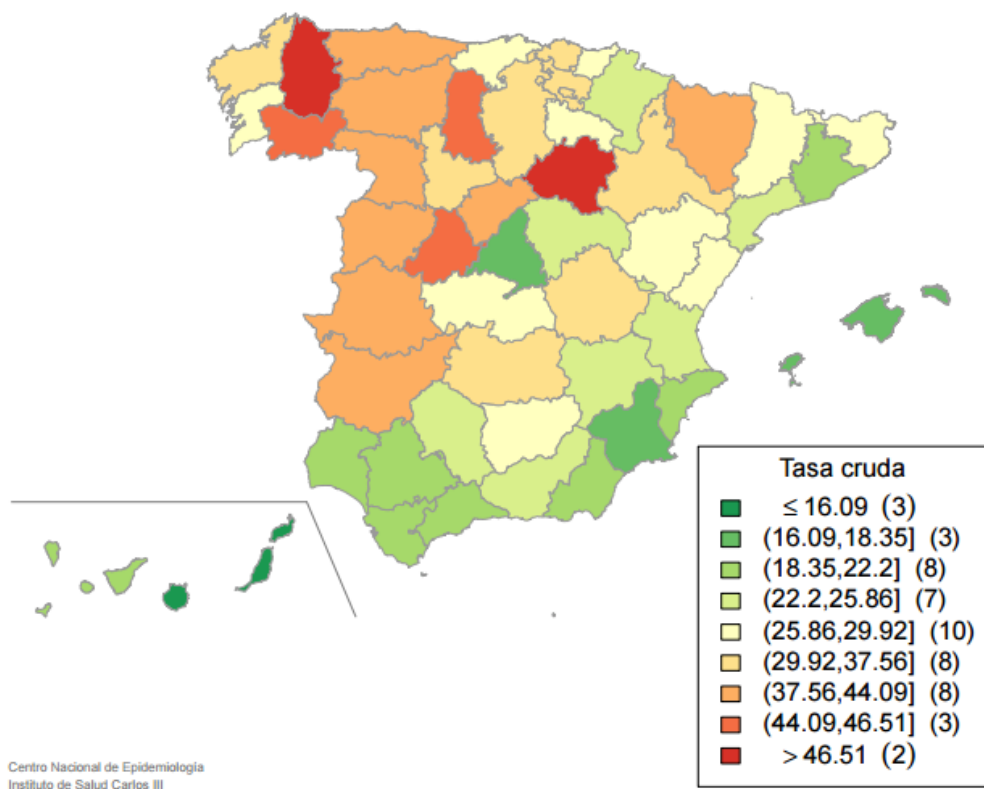 Tasa cruda
≤ 16.09 (3)
(16.09,18.35] (3)
(18.35,22.2] (8)
(22.2,25.86] (7)
(25.86,29.92] (10)
(29.92,37.56] (8)
(37.56,44.09] (8)
(44.09,46.51] (3)
> 46.51 (2)
Centro Nacional de Epidemiología
Instituto de Salud Carlos III